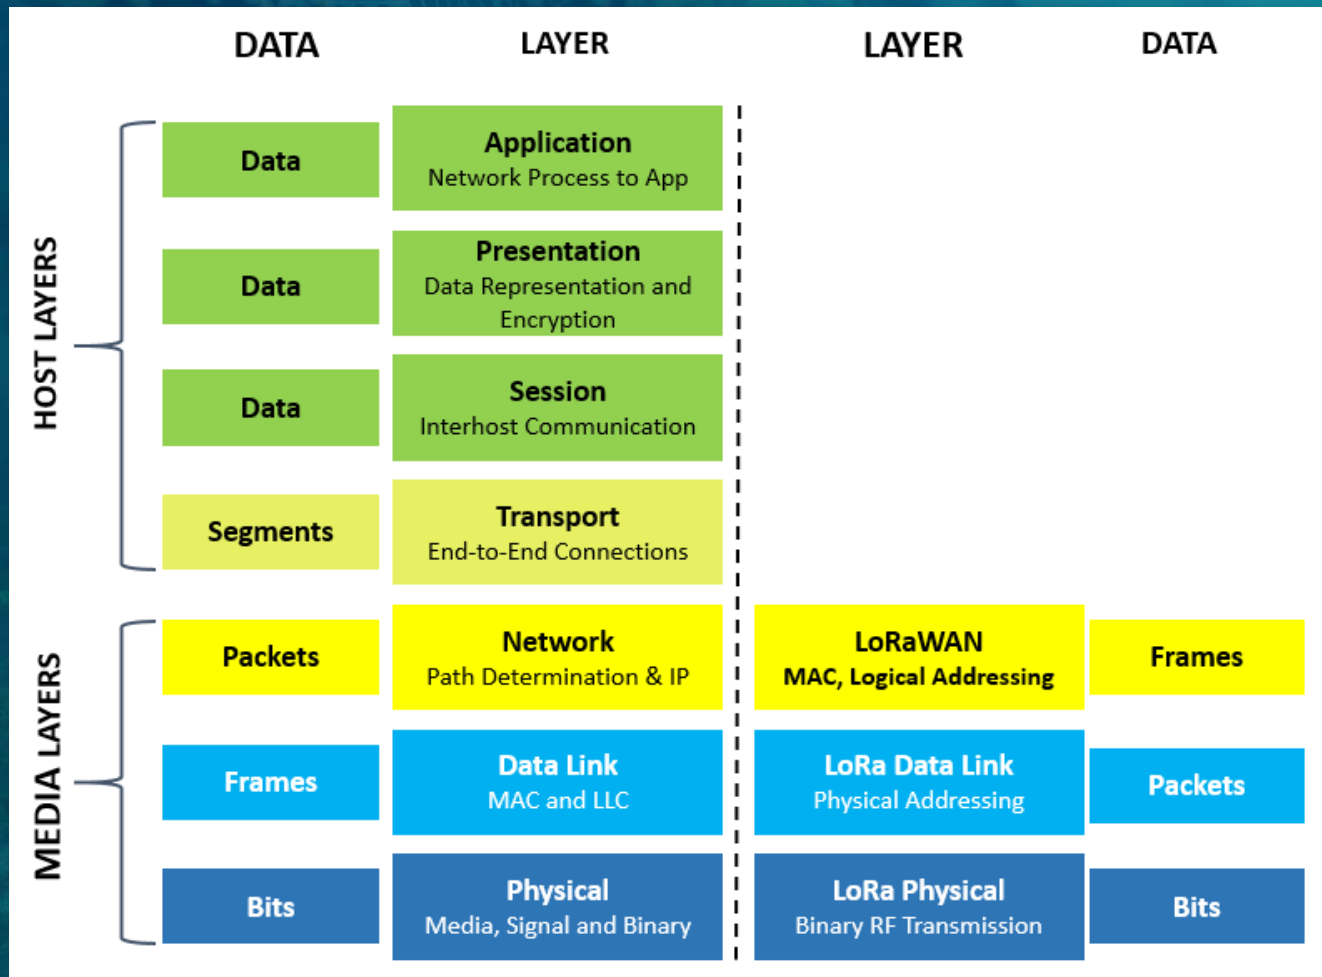 DATA LAYER LAYER DATA
HOST LAYERS
Data
Application
Network Process to App
Data
Presentation
Data Representation and
Encryption
Data
Session
Interhost Communication
Segments
Transport
End-to-End Connections
MEDIA LAYERS
Packets
Network
Path Determination & IP
LoRaWAN
MAC, Logical Addressing
Frames
Frames
Data Link
MAC and LLC
LoRa Data Link
Physical Addressing
Packets
Bits
Physical
Media, Signal and Binary
LoRa Physical
Binary RF Transmission
Bits